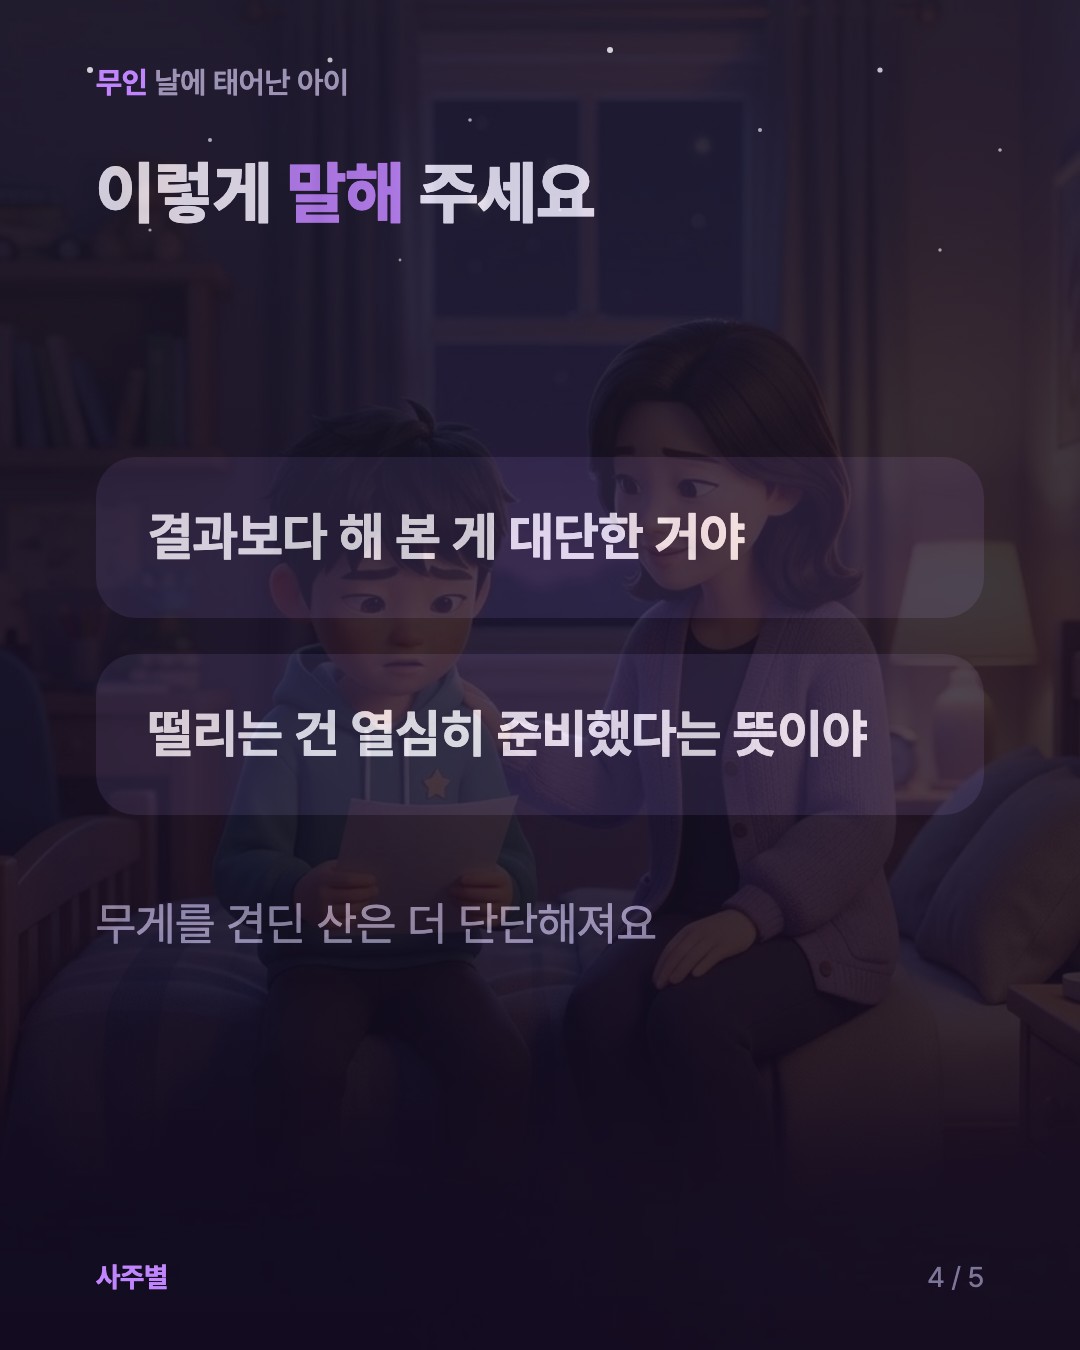 무인 날에 태어난 아이
이렇게 말해 주세요
결과보다 해 본 게 대단한 거야
떨리는 건 열심히 준비했다는 뜻이야
무게를 견딘 산은 더 단단해져요
사주별
4 / 5